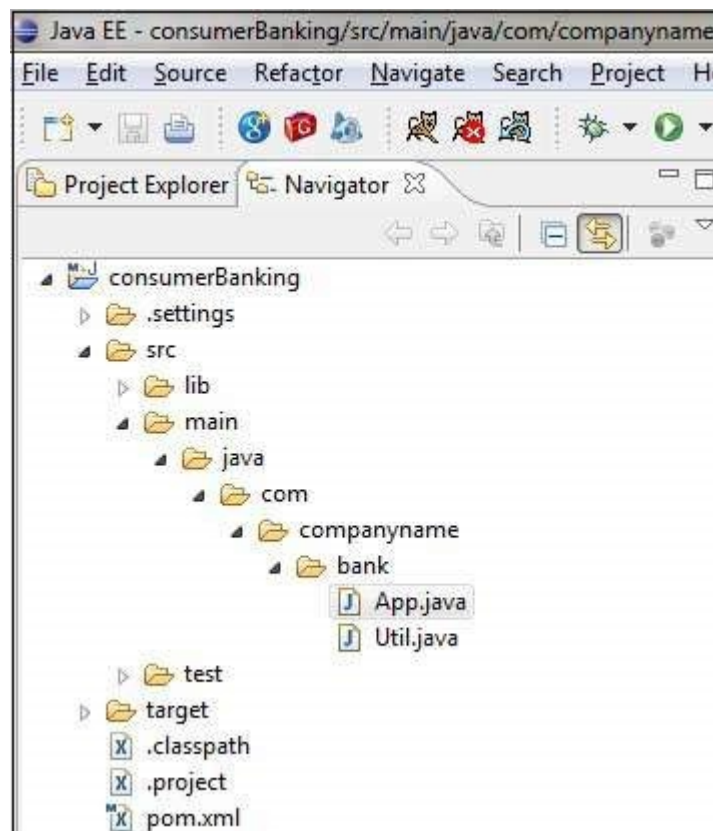 Java EE - consumerBanking/src/main/java/com/companyname
File Edit Source Refactor Navigate Search Project
Project Explorer Navigator
consumerBanking
.settings
src
lib
main
java
com
companyname
bank
App.java
Util.java
test
target
.classpath
.project
pom.xml